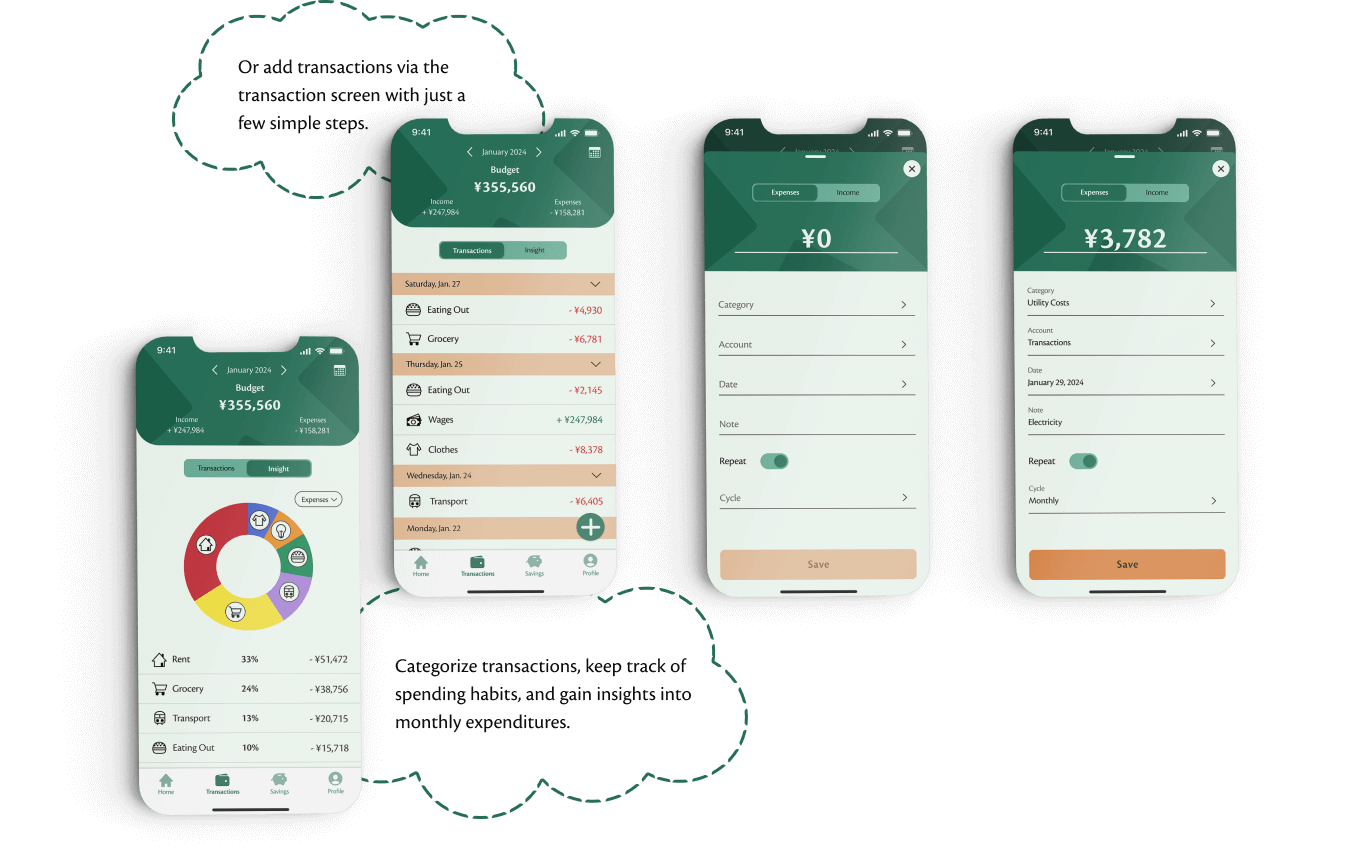 Or add transactions via the
transaction screen with just a
few simple steps.
9:41
January 2024
Budget
¥355,560
Income
Expenses
+ ¥247,984
- ¥158,281
Transactions
Insight
Saturday, Jan. 27
Eating Out
- ¥4,930
Grocery
- ¥6,781
Thursday, Jan. 25
Eating Out
- ¥2,145
Wages
+ ¥247,984
Clothes
- ¥8,378
Wednesday, Jan. 24
Transport
- ¥6,405
Monday, Jan. 22
Home
Transactions
Savings
Profile
9:41
January 2024
Expenses
Income
¥0
Category
Account
Date
Note
Repeat
Cycle
Save
9:41
January 2024
Expenses
Income
¥3,782
Category
Utility Costs
Account
Transactions
Date
January 29, 2024
Note
Electricity
Repeat
Cycle
Monthly
Save
9:41
January 2024
Budget
¥355,560
Income
Expenses
+ ¥247,984
- ¥158,281
Transactions
Insight
Expenses
Rent
33%
- ¥51,472
Grocery
24%
- ¥38,756
Transport
13%
- ¥20,715
Eating Out
10%
- ¥15,718
Home
Transactions
Savings
Profile
Categorize transactions, keep track of
spending habits, and gain insights into
monthly expenditures.